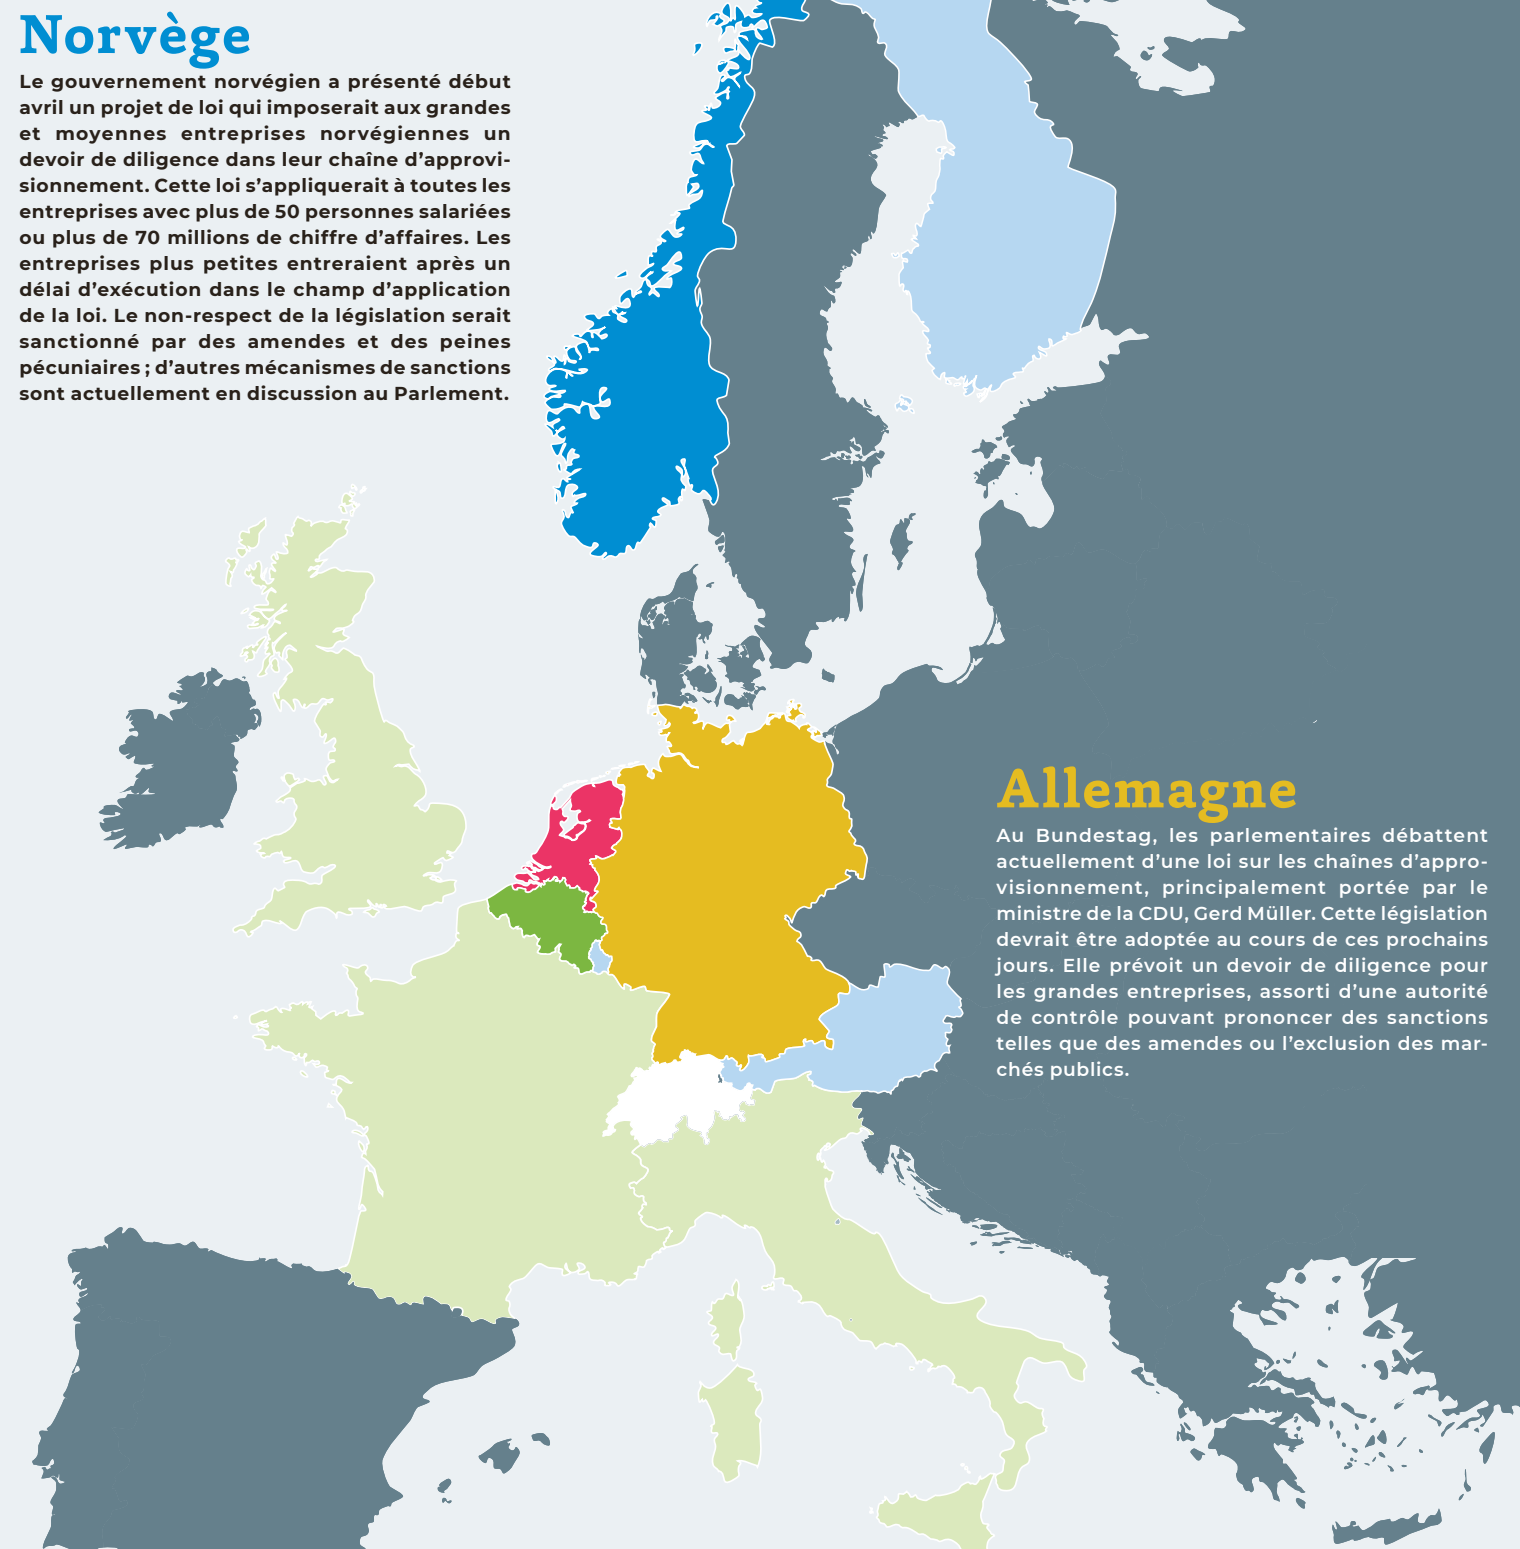 Norvège
Le gouvernement norvégien a présenté début
avril un projet de loi qui imposerait aux grandes
et moyennes entreprises norvégiennes un
devoir de diligence dans leur chaîne d’approvi-
sionnement. Cette loi s’appliquerait à toutes les
entreprises avec plus de 50 personnes salariées
ou plus de 70 millions de chiffre d’affaires. Les
entreprises plus petites entreraient après un
délai d’exécution dans le champ d’application
de la loi. Le non-respect de la législation serait
sanctionné par des amendes et des peines
pécuniaires ; d’autres mécanismes de sanctions
sont actuellement en discussion au Parlement.
Allemagne
Au Bundestag, les parlementaires débattent
actuellement d’une loi sur les chaînes d’appro-
visionnement, principalement portée par le
ministre de la CDU, Gerd Müller. Cette législation
devrait être adoptée au cours de ces prochains
jours. Elle prévoit un devoir de diligence pour
les grandes entreprises, assorti d’une autorité
de contrôle pouvant prononcer des sanctions
telles que des amendes ou l’exclusion des mar-
chés publics.